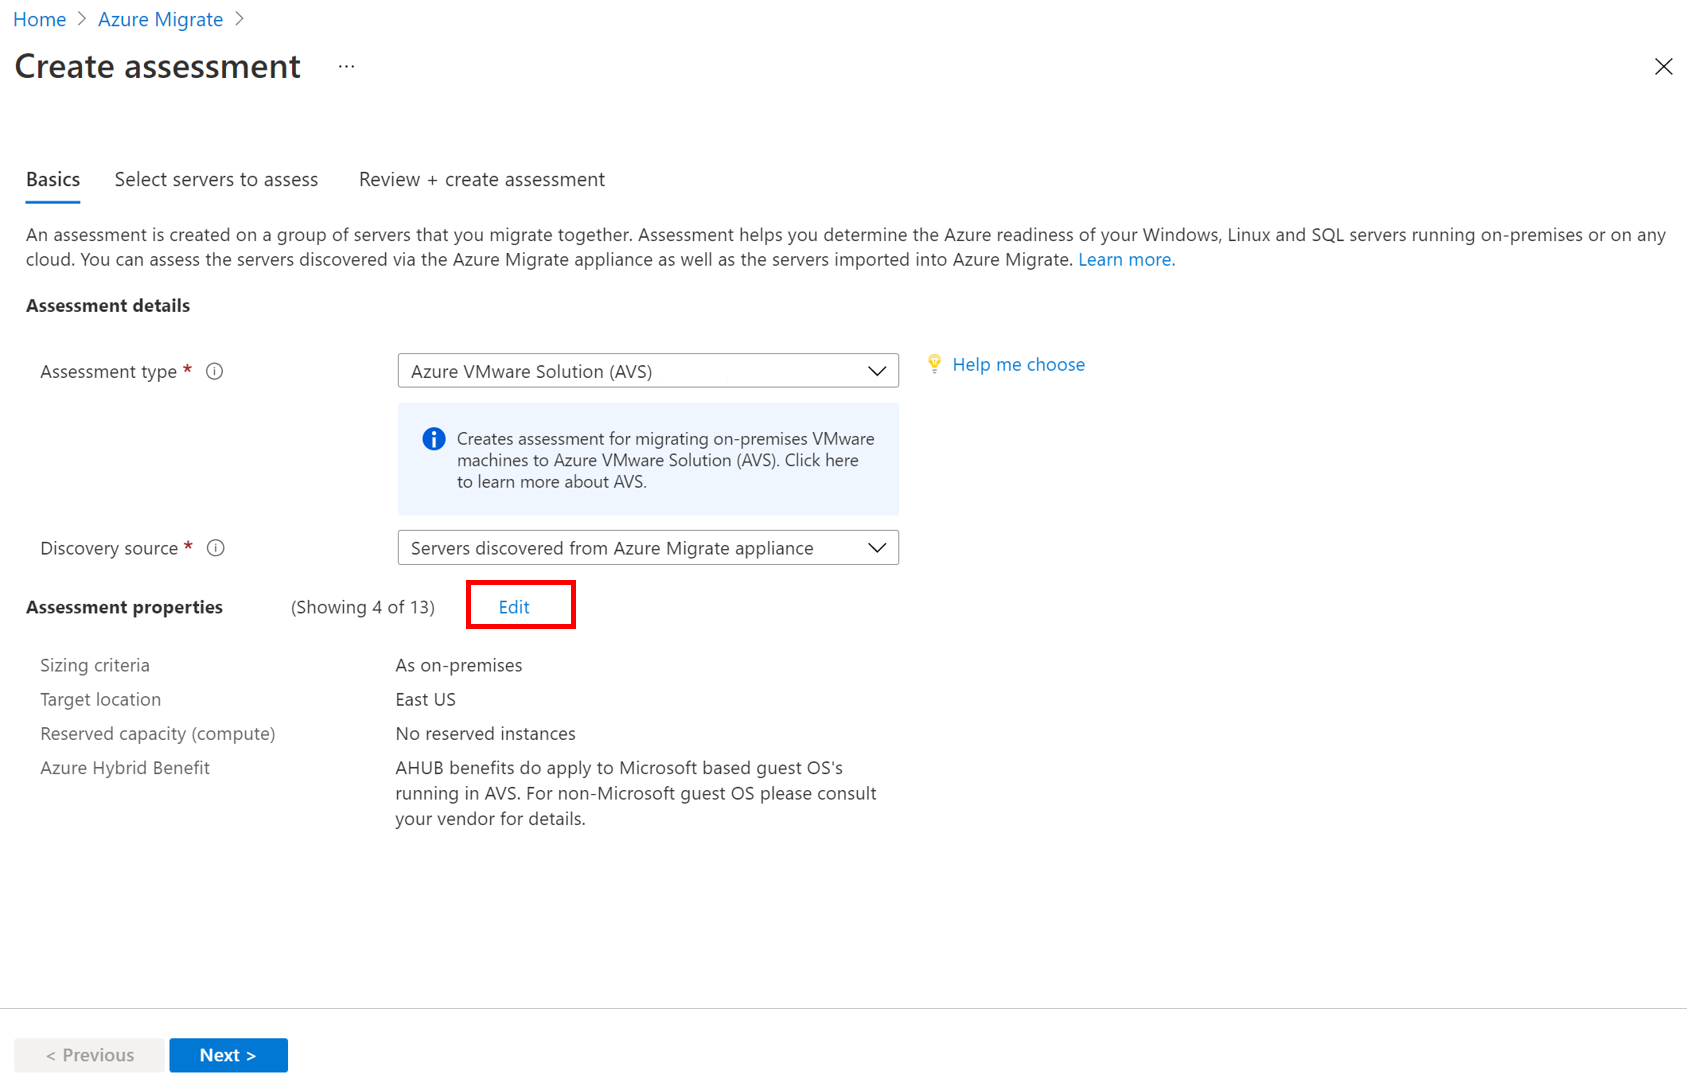 Home > Azure Migrate >
Create assessment ...
Basics Select servers to assess Review + create assessment
An assessment is created on a group of servers that you migrate together. Assessment helps you determine the Azure readiness of your Windows, Linux and SQL servers running on-premises or on any
cloud. You can assess the servers discovered via the Azure Migrate appliance as well as the servers imported into Azure Migrate. Learn more.
Assessment details
Assessment type * Azure VMware Solution (AVS) Help me choose
Creates assessment for migrating on-premises VMware
machines to Azure VMware Solution (AVS). Click here
to learn more about AVS.
Discovery source * Servers discovered from Azure Migrate appliance
Assessment properties (Showing 4 of 13) Edit
Sizing criteria As on-premises
Target location East US
Reserved capacity (compute) No reserved instances
Azure Hybrid Benefit AHUB benefits do apply to Microsoft based guest OS's
running in AVS. For non-Microsoft guest OS please consult
your vendor for details.
< Previous Next >